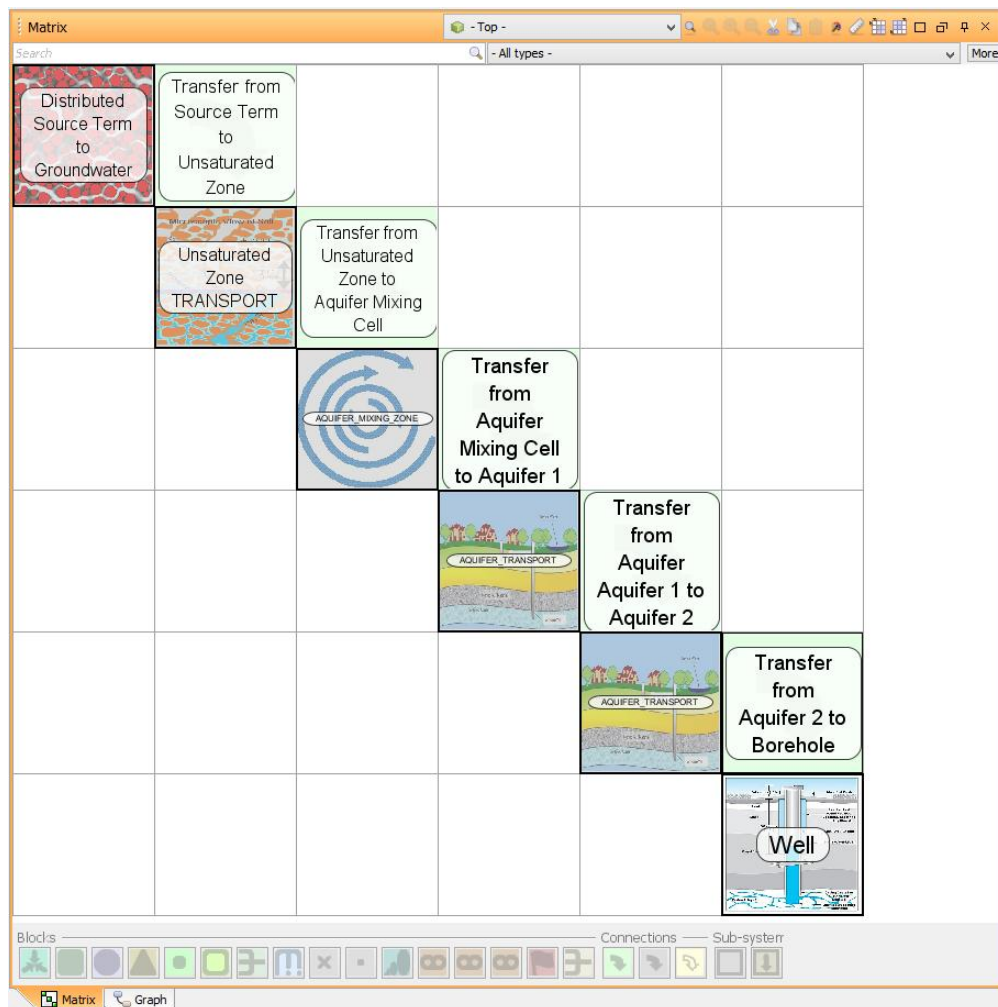 Matrix
- Top -
Search
- All types -
More
Distributed
Source Term
to
Groundwater
Transfer from
Source Term
to
Unsaturated
Zone
Unsaturated
Zone
TRANSPORT
Transfer from
Unsaturated
Zone to
Aquifer Mixing
Cell
AQUIFER_MIXING_ZONE
Transfer
from
Aquifer
Mixing Cell
to Aquifer 1
AQUIFER_TRANSPORT
Transfer
from
Aquifer
Aquifer 1 to
Aquifer 2
AQUIFER_TRANSPORT
Transfer
from
Aquifer 2 to
Borehole
Well
Blocks
Connections
Sub-system
Matrix
Graph